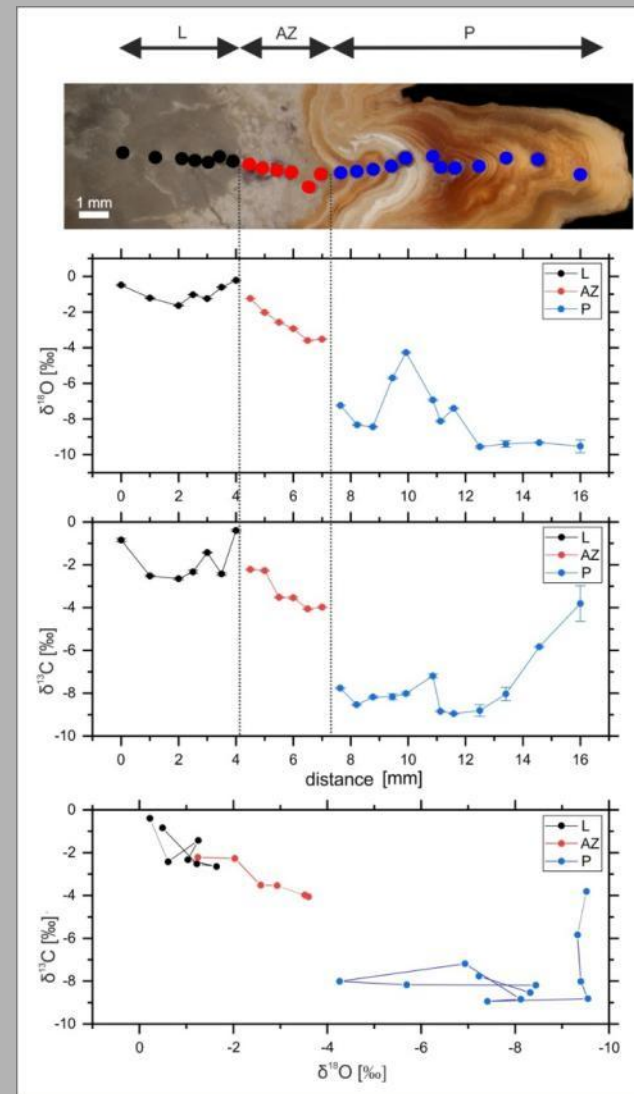 L AZ P
1 mm
0
-2
-4
-6
-8
-10
δ¹⁸O [‰]
L
AZ
P
0 2 4 6 8 10 12 14 16
0
-2
-4
-6
-8
-10
δ¹³C [‰]
L
AZ
P
0 2 4 6 8 10 12 14 16
distance [mm]
0
-2
-4
-6
-8
-10
δ¹³C [‰]
L
AZ
P
0 -2 -4 -6 -8 -10
δ¹⁸O [‰]